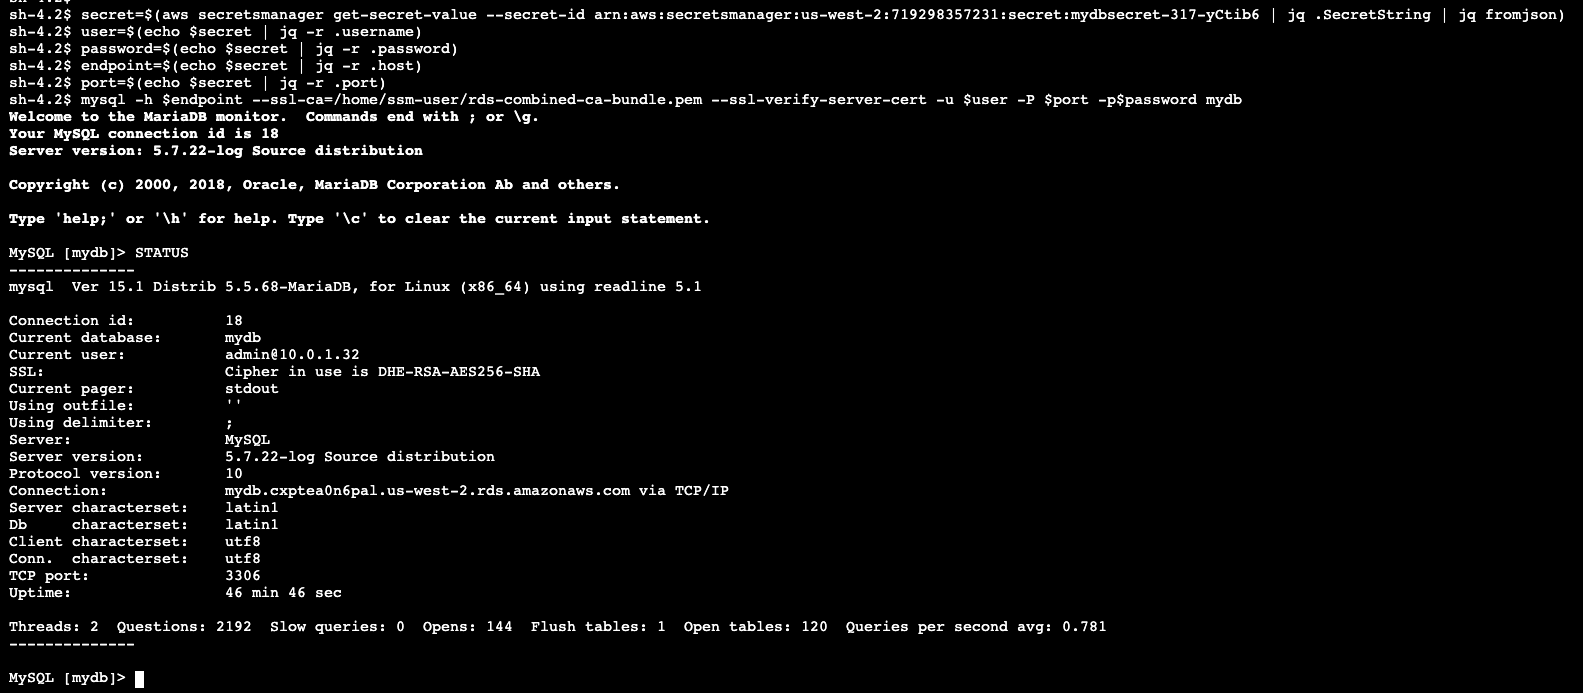 sh-4.2$
sh-4.2$ secret=$(aws secretsmanager get-secret-value --secret-id arn:aws:secretsmanager:us-west-2:719298357231:secret:mydbsecret-317-yCtib6 | jq .SecretString | jq fromjson)
sh-4.2$ user=$(echo $secret | jq -r .username)
sh-4.2$ password=$(echo $secret | jq -r .password)
sh-4.2$ endpoint=$(echo $secret | jq -r .host)
sh-4.2$ port=$(echo $secret | jq -r .port)
sh-4.2$ mysql -h $endpoint --ssl-ca=/home/ssm-user/rds-combined-ca-bundle.pem --ssl-verify-server-cert -u $user -P $port -p$password mydb
Welcome to the MariaDB monitor.  Commands end with ; or \g.
Your MySQL connection id is 18
Server version: 5.7.22-log Source distribution
Copyright (c) 2000, 2018, Oracle, MariaDB Corporation Ab and others.
Type 'help;' or '\h' for help. Type '\c' to clear the current input statement.
MySQL [mydb]> STATUS
--------------
mysql  Ver 15.1 Distrib 5.5.68-MariaDB, for Linux (x86_64) using readline 5.1
Connection id:          18
Current database:       mydb
Current user:           admin@10.0.1.32
SSL:                    Cipher in use is DHE-RSA-AES256-SHA
Current pager:          stdout
Using outfile:          ''
Using delimiter:        ;
Server:                 MySQL
Server version:         5.7.22-log Source distribution
Protocol version:       10
Connection:             mydb.cxptea0n6pal.us-west-2.rds.amazonaws.com via TCP/IP
Server characterset:    latin1
Db     characterset:    latin1
Client characterset:    utf8
Conn.  characterset:    utf8
TCP port:               3306
Uptime:                 46 min 46 sec
Threads: 2  Questions: 2192  Slow queries: 0  Opens: 144  Flush tables: 1  Open tables: 120  Queries per second avg: 0.781
--------------
MySQL [mydb]>